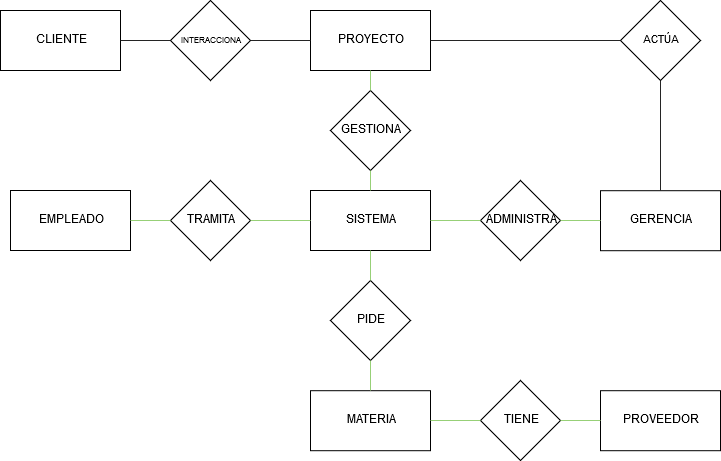 CLIENTE
INTERACCIONA
PROYECTO
ACTÚA
GESTIONA
EMPLEADO
TRAMITA
SISTEMA
ADMINISTRA
GERENCIA
PIDE
MATERIA
TIENE
PROVEEDOR